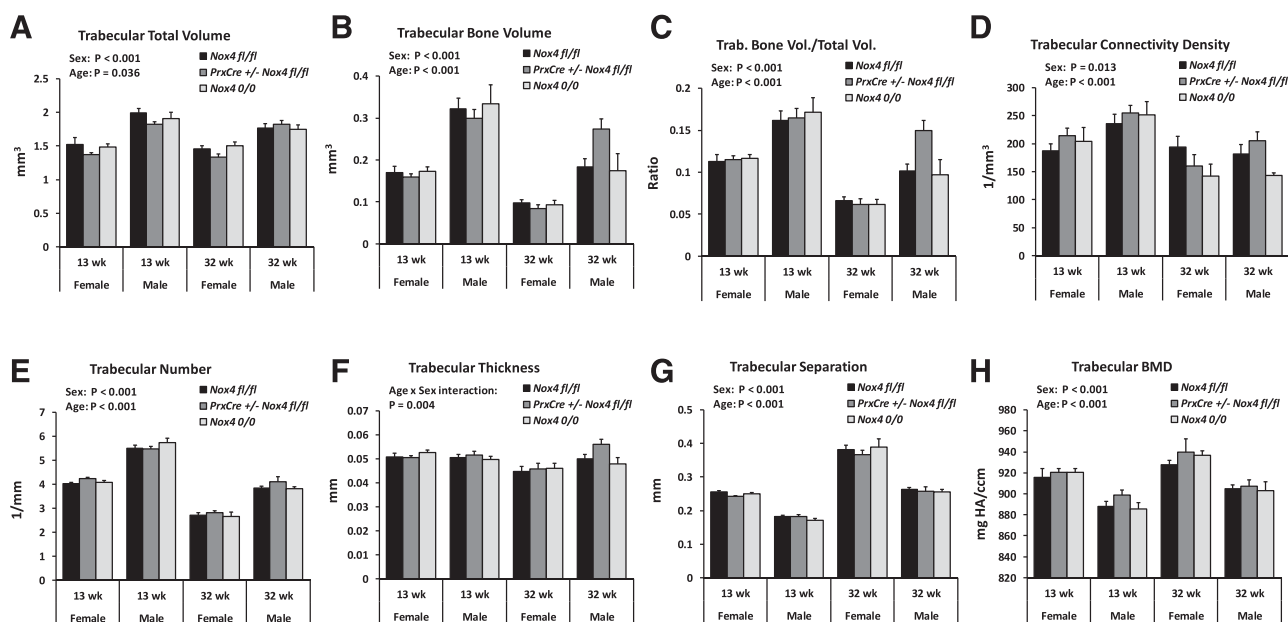 A
Trabecular Total Volume
Sex: P < 0.001
Age: P = 0.036
Nox4 fl/fl
PrxCre +/- Nox4 fl/fl
Nox4 0/0
mm3
2.5
2
1.5
1
0.5
0
13 wk 13 wk 32 wk 32 wk
Female Male Female Male
B
Trabecular Bone Volume
Sex: P < 0.001
Age: P < 0.001
Nox4 fl/fl
PrxCre +/- Nox4 fl/fl
Nox4 0/0
mm3
0.4
0.3
0.2
0.1
0
13 wk 13 wk 32 wk 32 wk
Female Male Female Male
C
Trab. Bone Vol./Total Vol.
Sex: P < 0.001
Age: P < 0.001
Nox4 fl/fl
PrxCre +/- Nox4 fl/fl
Nox4 0/0
Ratio
0.2
0.15
0.1
0.05
0
13 wk 13 wk 32 wk 32 wk
Female Male Female Male
D
Trabecular Connectivity Density
Sex: P = 0.013
Age: P < 0.001
Nox4 fl/fl
PrxCre +/- Nox4 fl/fl
Nox4 0/0
1/mm3
300
250
200
150
100
50
0
13 wk 13 wk 32 wk 32 wk
Female Male Female Male
E
Trabecular Number
Sex: P < 0.001
Age: P < 0.001
Nox4 fl/fl
PrxCre +/- Nox4 fl/fl
Nox4 0/0
1/mm
7
6
5
4
3
2
1
0
13 wk 13 wk 32 wk 32 wk
Female Male Female Male
F
Trabecular Thickness
Age x Sex interaction:
P = 0.004
Nox4 fl/fl
PrxCre +/- Nox4 fl/fl
Nox4 0/0
mm
0.07
0.06
0.05
0.04
0.03
0.02
0.01
0
13 wk 13 wk 32 wk 32 wk
Female Male Female Male
G
Trabecular Separation
Sex: P < 0.001
Age: P < 0.001
Nox4 fl/fl
PrxCre +/- Nox4 fl/fl
Nox4 0/0
mm
0.5
0.4
0.3
0.2
0.1
0
13 wk 13 wk 32 wk 32 wk
Female Male Female Male
H
Trabecular BMD
Sex: P < 0.001
Age: P < 0.001
Nox4 fl/fl
PrxCre +/- Nox4 fl/fl
Nox4 0/0
mg HA/ccm
980
960
940
920
900
880
860
840
820
13 wk 13 wk 32 wk 32 wk
Female Male Female Male